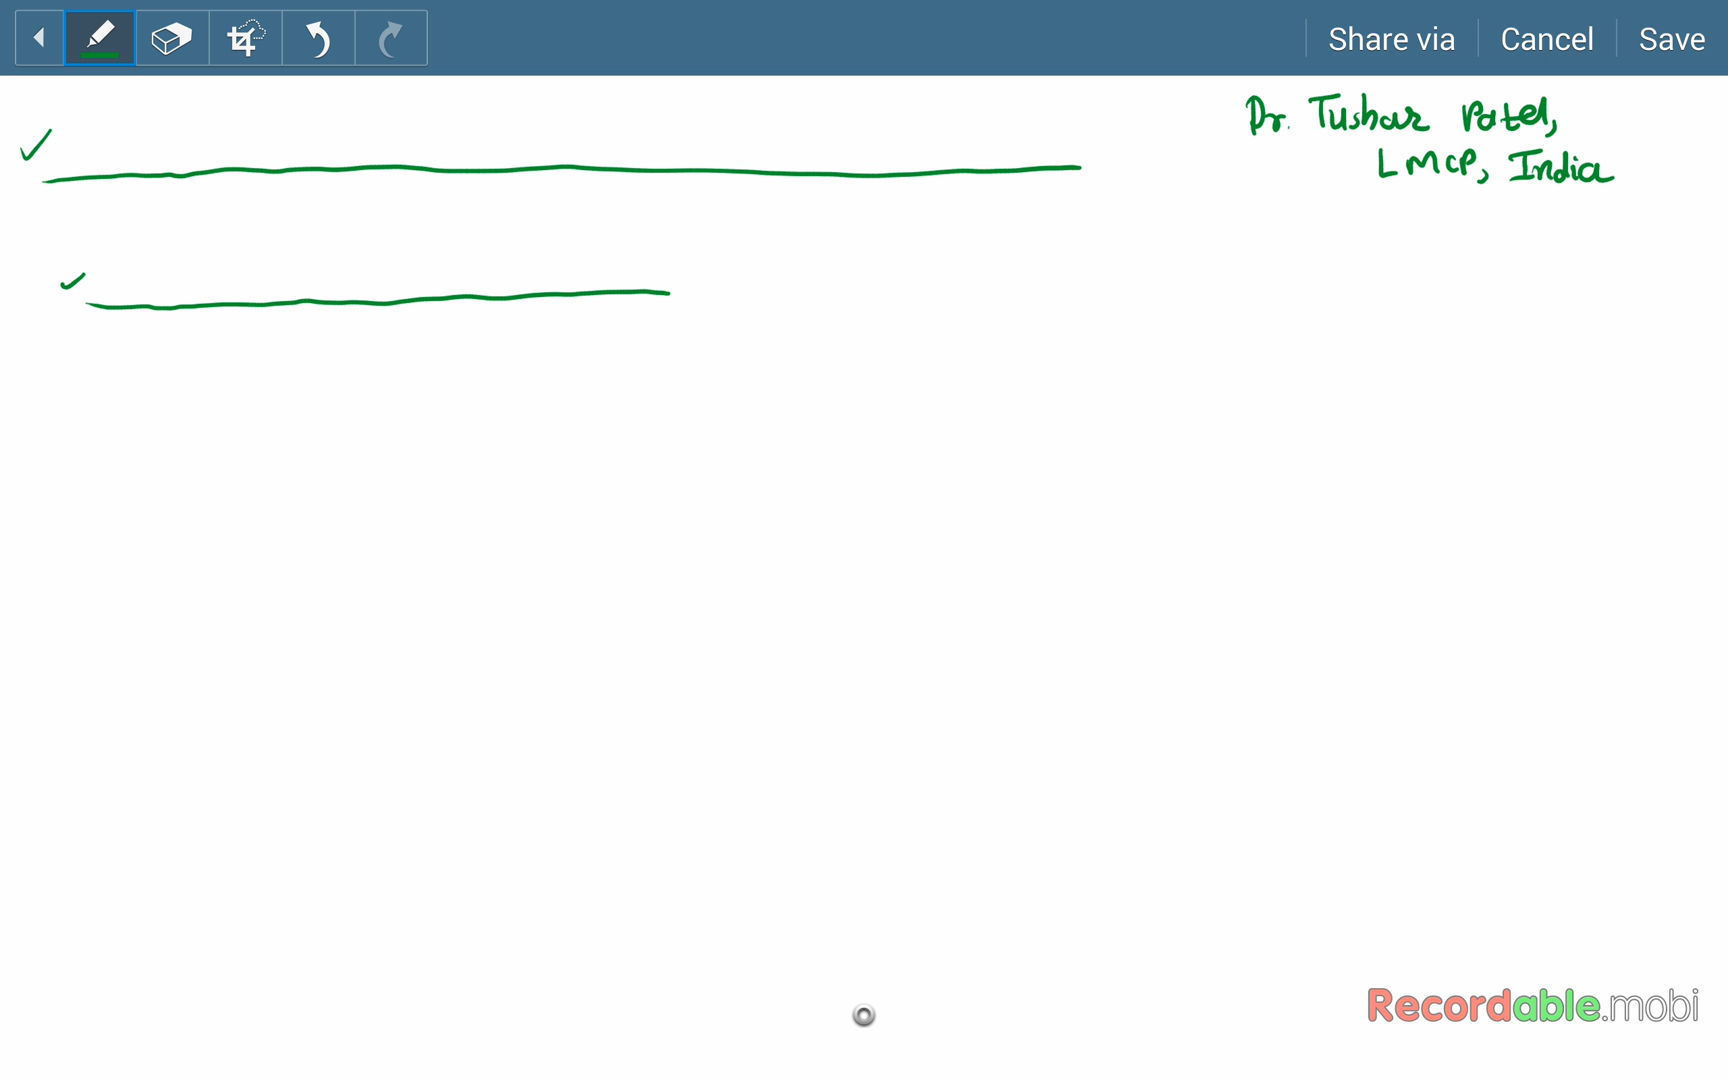 Share via Cancel Save
Dr. Tushar Patel,
LMCP, India
Recordable.mobi